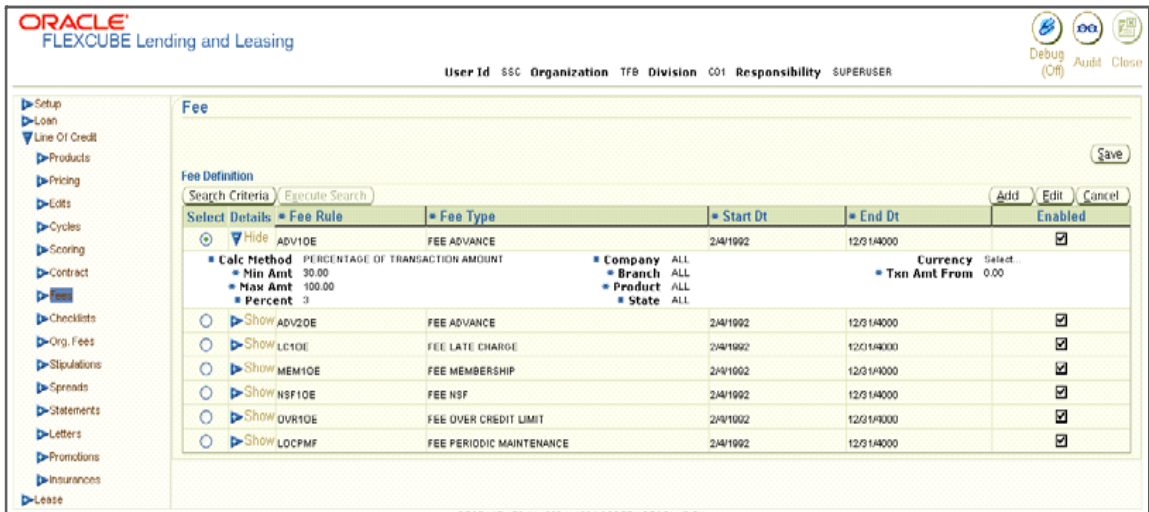 ORACLE
FLEXCUBE Lending and Leasing
Debug (Off)
Audit
Close
User Id SSC Organization TFB Division C01 Responsibility SUPERUSER
Setup
Loan
Line Of Credit
Products
Pricing
Edits
Cycles
Scoring
Contract
Fees
Checklists
Org. Fees
Stipulations
Spreads
Statements
Letters
Promotions
Insurances
Lease
Fee
Save
Fee Definition
Search Criteria Execute Search Add Edit Cancel
Select Details Fee Rule Fee Type Start Dt End Dt Enabled
Hide ADV1OE FEE ADVANCE 2/4/1992 12/31/4000
Calc Method PERCENTAGE OF TRANSACTION AMOUNT Company ALL Currency Select...
Min Amt 30.00 Branch ALL Txn Amt From 0.00
Max Amt 100.00 Product ALL
Percent 3 State ALL
Show ADV2OE FEE ADVANCE 2/4/1992 12/31/4000
Show LC1OE FEE LATE CHARGE 2/4/1992 12/31/4000
Show MEM1OE FEE MEMBERSHIP 2/4/1992 12/31/4000
Show NSF1OE FEE NSF 2/4/1992 12/31/4000
Show OVR1OE FEE OVER CREDIT LIMIT 2/4/1992 12/31/4000
Show LOCPMF FEE PERIODIC MAINTENANCE 2/4/1992 12/31/4000